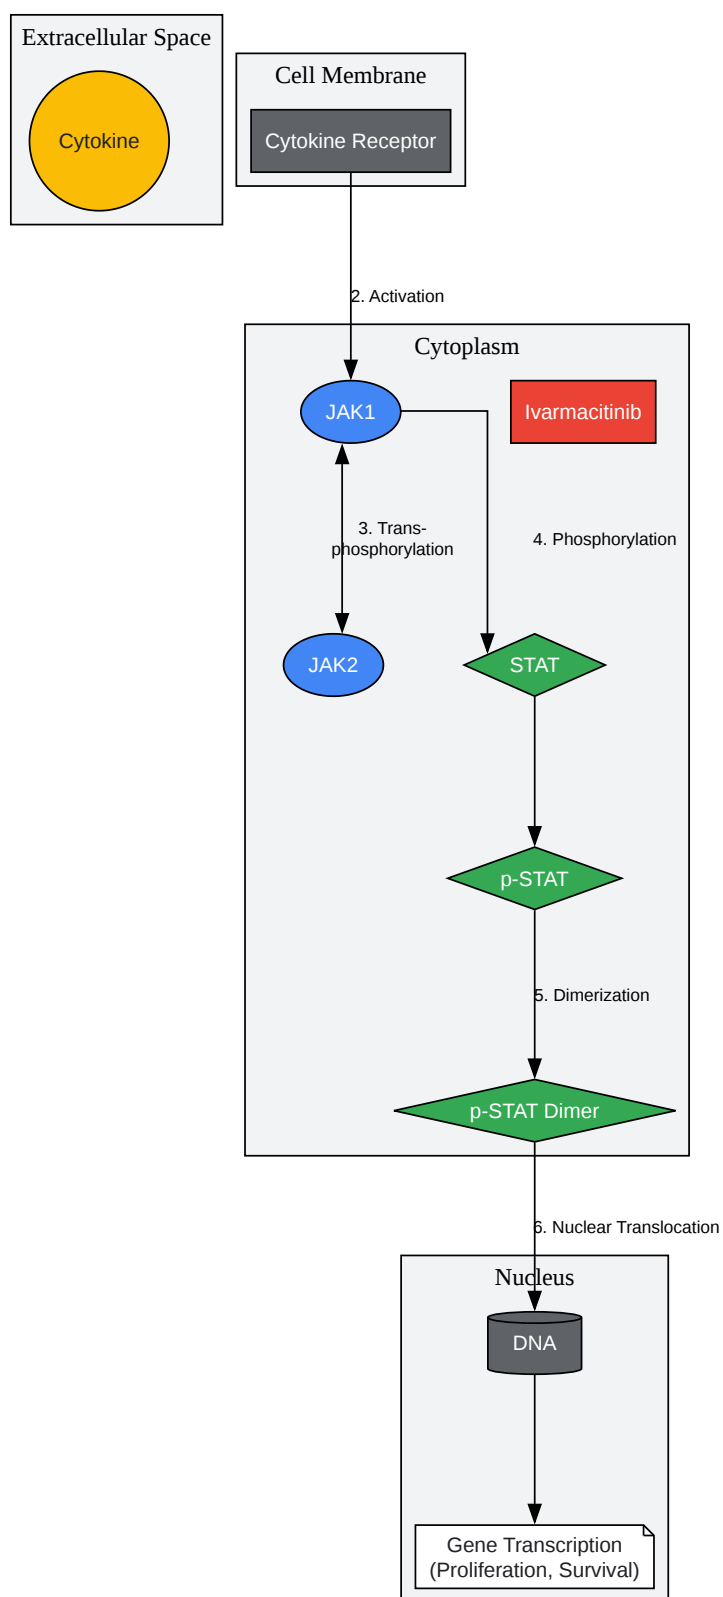 Extracellular Space
Cytokine
Cell Membrane
Cytokine Receptor
2. Activation
Cytoplasm
JAK1
Ivarmacitinib
3. Trans-
phosphorylation
4. Phosphorylation
JAK2
STAT
p-STAT
5. Dimerization
p-STAT Dimer
6. Nuclear Translocation
Nucleus
DNA
Gene Transcription
(Proliferation, Survival)